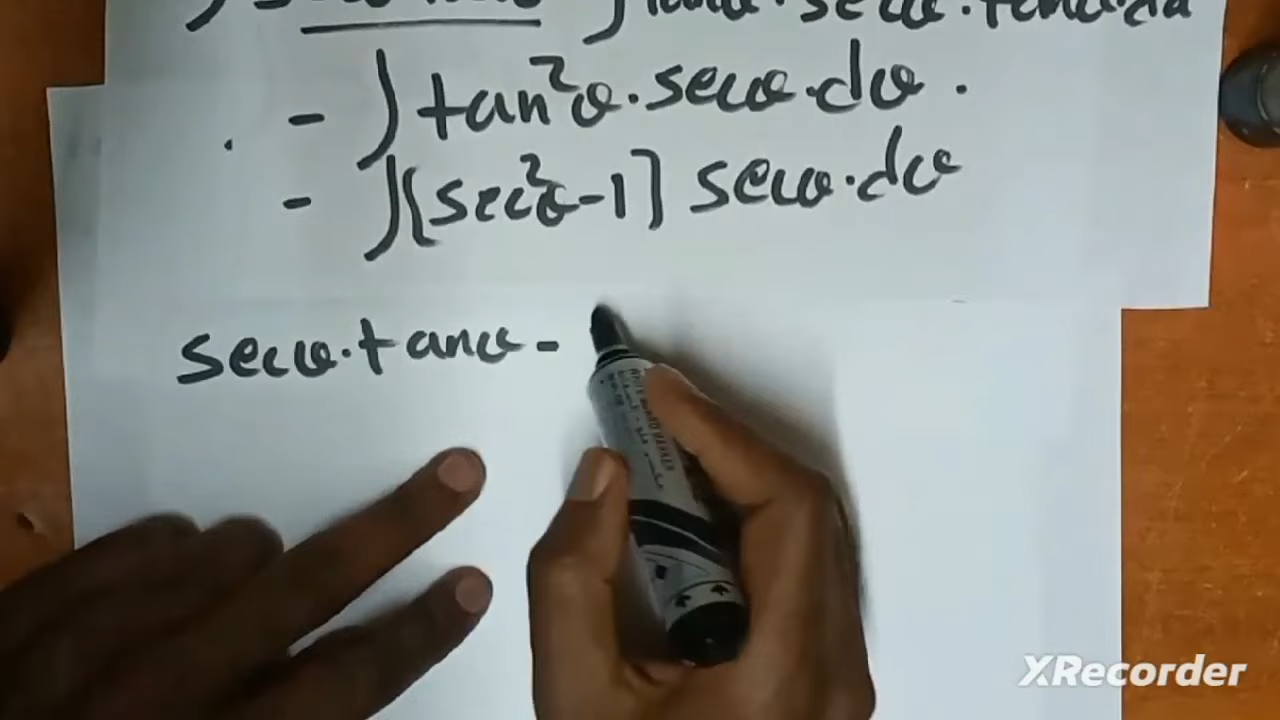 - ∫ tan²θ. secθ. dθ .
- ∫[sec²θ-1] secθ. dθ
secθ. tanθ -
XRecorder